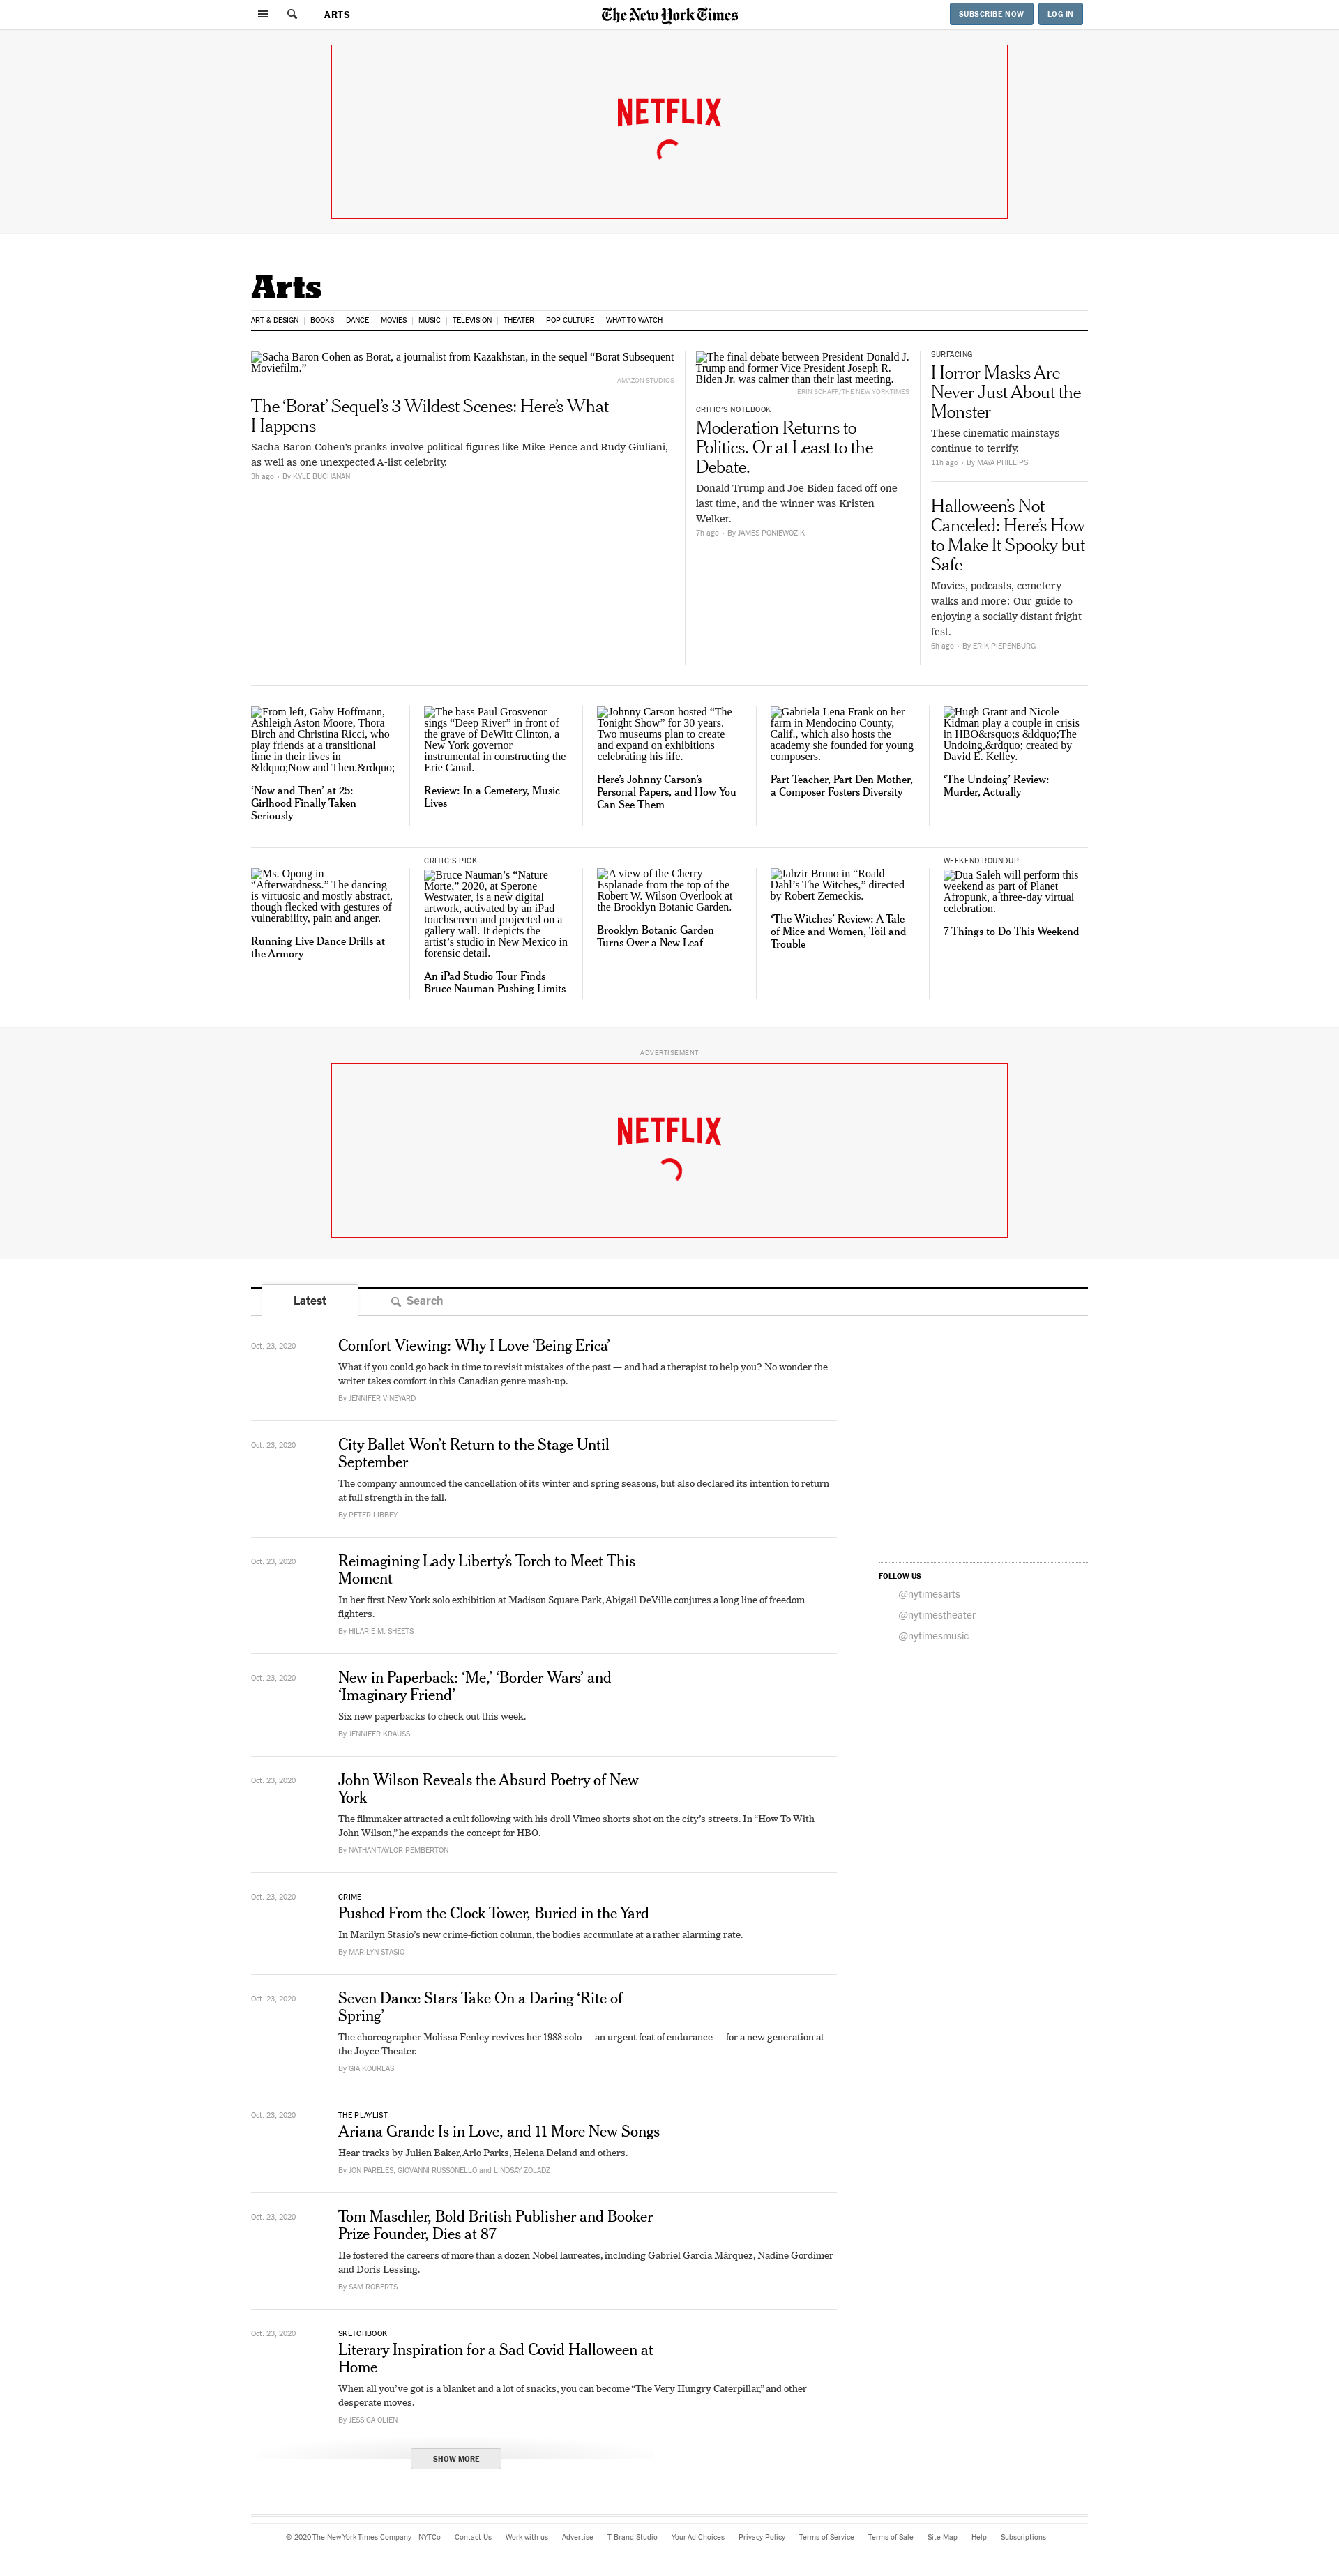 ARTS
The New York Times
SUBSCRIBE NOW
LOG IN
NETFLIX
Arts
ART & DESIGN
BOOKS
DANCE
MOVIES
MUSIC
TELEVISION
THEATER
POP CULTURE
WHAT TO WATCH
Sacha Baron Cohen as Borat, a journalist from Kazakhstan, in the sequel “Borat Subsequent
Moviefilm.”
AMAZON STUDIOS
The ‘Borat’ Sequel’s 3 Wildest Scenes: Here’s What
Happens
Sacha Baron Cohen’s pranks involve political figures like Mike Pence and Rudy Giuliani,
as well as one unexpected A-list celebrity.
3h ago • By KYLE BUCHANAN
The final debate between President Donald J.
Trump and former Vice President Joseph R.
Biden Jr. was calmer than their last meeting.
ERIN SCHAFF/THE NEW YORK TIMES
CRITIC’S NOTEBOOK
Moderation Returns to
Politics. Or at Least to the
Debate.
Donald Trump and Joe Biden faced off one
last time, and the winner was Kristen
Welker.
7h ago • By JAMES PONIEWOZIK
SURFACING
Horror Masks Are
Never Just About the
Monster
These cinematic mainstays
continue to terrify.
11h ago • By MAYA PHILLIPS
Halloween’s Not
Canceled: Here’s How
to Make It Spooky but
Safe
Movies, podcasts, cemetery
walks and more: Our guide to
enjoying a socially distant fright
fest.
6h ago • By ERIK PIEPENBURG
From left, Gaby Hoffmann,
Ashleigh Aston Moore, Thora
Birch and Christina Ricci, who
play friends at a transitional
time in their lives in
&ldquo;Now and Then.&rdquo;
‘Now and Then’ at 25:
Girlhood Finally Taken
Seriously
The bass Paul Grosvenor
sings “Deep River” in front of
the grave of DeWitt Clinton, a
New York governor
instrumental in constructing the
Erie Canal.
Review: In a Cemetery, Music
Lives
Johnny Carson hosted “The
Tonight Show” for 30 years.
Two museums plan to create
and expand on exhibitions
celebrating his life.
Here’s Johnny Carson’s
Personal Papers, and How You
Can See Them
Gabriela Lena Frank on her
farm in Mendocino County,
Calif., which also hosts the
academy she founded for young
composers.
Part Teacher, Part Den Mother,
a Composer Fosters Diversity
Hugh Grant and Nicole
Kidman play a couple in crisis
in HBO&rsquo;s &ldquo;The
Undoing,&rdquo; created by
David E. Kelley.
‘The Undoing’ Review:
Murder, Actually
Ms. Opong in
“Afterwardness.” The dancing
is virtuosic and mostly abstract,
though flecked with gestures of
vulnerability, pain and anger.
Running Live Dance Drills at
the Armory
CRITIC’S PICK
Bruce Nauman’s “Nature
Morte,” 2020, at Sperone
Westwater, is a new digital
artwork, activated by an iPad
touchscreen and projected on a
gallery wall. It depicts the
artist’s studio in New Mexico in
forensic detail.
An iPad Studio Tour Finds
Bruce Nauman Pushing Limits
A view of the Cherry
Esplanade from the top of the
Robert W. Wilson Overlook at
the Brooklyn Botanic Garden.
Brooklyn Botanic Garden
Turns Over a New Leaf
Jahzir Bruno in “Roald
Dahl’s The Witches,” directed
by Robert Zemeckis.
‘The Witches’ Review: A Tale
of Mice and Women, Toil and
Trouble
WEEKEND ROUNDUP
Dua Saleh will perform this
weekend as part of Planet
Afropunk, a three-day virtual
celebration.
7 Things to Do This Weekend
ADVERTISEMENT
NETFLIX
Latest
Search
Oct. 23, 2020
Comfort Viewing: Why I Love ‘Being Erica’
What if you could go back in time to revisit mistakes of the past — and had a therapist to help you? No wonder the
writer takes comfort in this Canadian genre mash-up.
By JENNIFER VINEYARD
Oct. 23, 2020
City Ballet Won’t Return to the Stage Until
September
The company announced the cancellation of its winter and spring seasons, but also declared its intention to return
at full strength in the fall.
By PETER LIBBEY
Oct. 23, 2020
Reimagining Lady Liberty’s Torch to Meet This
Moment
In her first New York solo exhibition at Madison Square Park, Abigail DeVille conjures a long line of freedom
fighters.
By HILARIE M. SHEETS
FOLLOW US
@nytimesarts
@nytimestheater
@nytimesmusic
Oct. 23, 2020
New in Paperback: ‘Me,’ ‘Border Wars’ and
‘Imaginary Friend’
Six new paperbacks to check out this week.
By JENNIFER KRAUSS
Oct. 23, 2020
John Wilson Reveals the Absurd Poetry of New
York
The filmmaker attracted a cult following with his droll Vimeo shorts shot on the city’s streets. In “How To With
John Wilson,” he expands the concept for HBO.
By NATHAN TAYLOR PEMBERTON
Oct. 23, 2020
CRIME
Pushed From the Clock Tower, Buried in the Yard
In Marilyn Stasio’s new crime-fiction column, the bodies accumulate at a rather alarming rate.
By MARILYN STASIO
Oct. 23, 2020
Seven Dance Stars Take On a Daring ‘Rite of
Spring’
The choreographer Molissa Fenley revives her 1988 solo — an urgent feat of endurance — for a new generation at
the Joyce Theater.
By GIA KOURLAS
Oct. 23, 2020
THE PLAYLIST
Ariana Grande Is in Love, and 11 More New Songs
Hear tracks by Julien Baker, Arlo Parks, Helena Deland and others.
By JON PARELES, GIOVANNI RUSSONELLO and LINDSAY ZOLADZ
Oct. 23, 2020
Tom Maschler, Bold British Publisher and Booker
Prize Founder, Dies at 87
He fostered the careers of more than a dozen Nobel laureates, including Gabriel García Márquez, Nadine Gordimer
and Doris Lessing.
By SAM ROBERTS
Oct. 23, 2020
SKETCHBOOK
Literary Inspiration for a Sad Covid Halloween at
Home
When all you’ve got is a blanket and a lot of snacks, you can become “The Very Hungry Caterpillar,” and other
desperate moves.
By JESSICA OLIEN
SHOW MORE
© 2020 The New York Times Company
NYTCo
Contact Us
Work with us
Advertise
T Brand Studio
Your Ad Choices
Privacy Policy
Terms of Service
Terms of Sale
Site Map
Help
Subscriptions